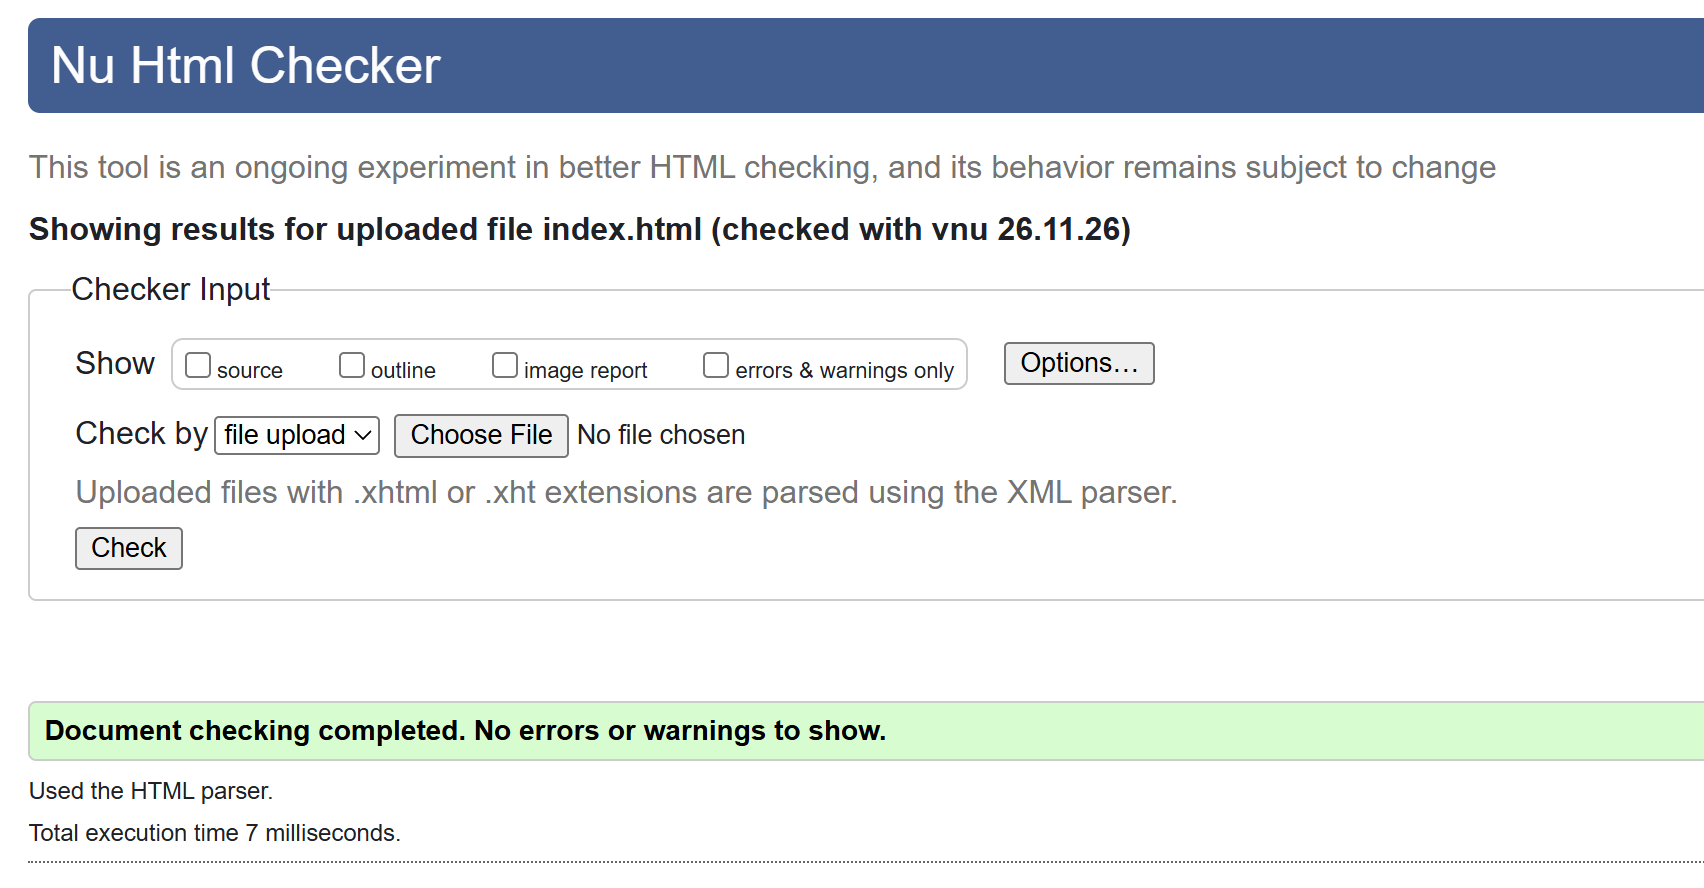 Nu Html Checker
This tool is an ongoing experiment in better HTML checking, and its behavior remains subject to change
Showing results for uploaded file index.html (checked with vnu 26.11.26)
Checker Input
Show source outline image report errors & warnings only Options…
Check by file upload Choose File No file chosen
Uploaded files with .xhtml or .xht extensions are parsed using the XML parser.
Check
Document checking completed. No errors or warnings to show.
Used the HTML parser.
Total execution time 7 milliseconds.